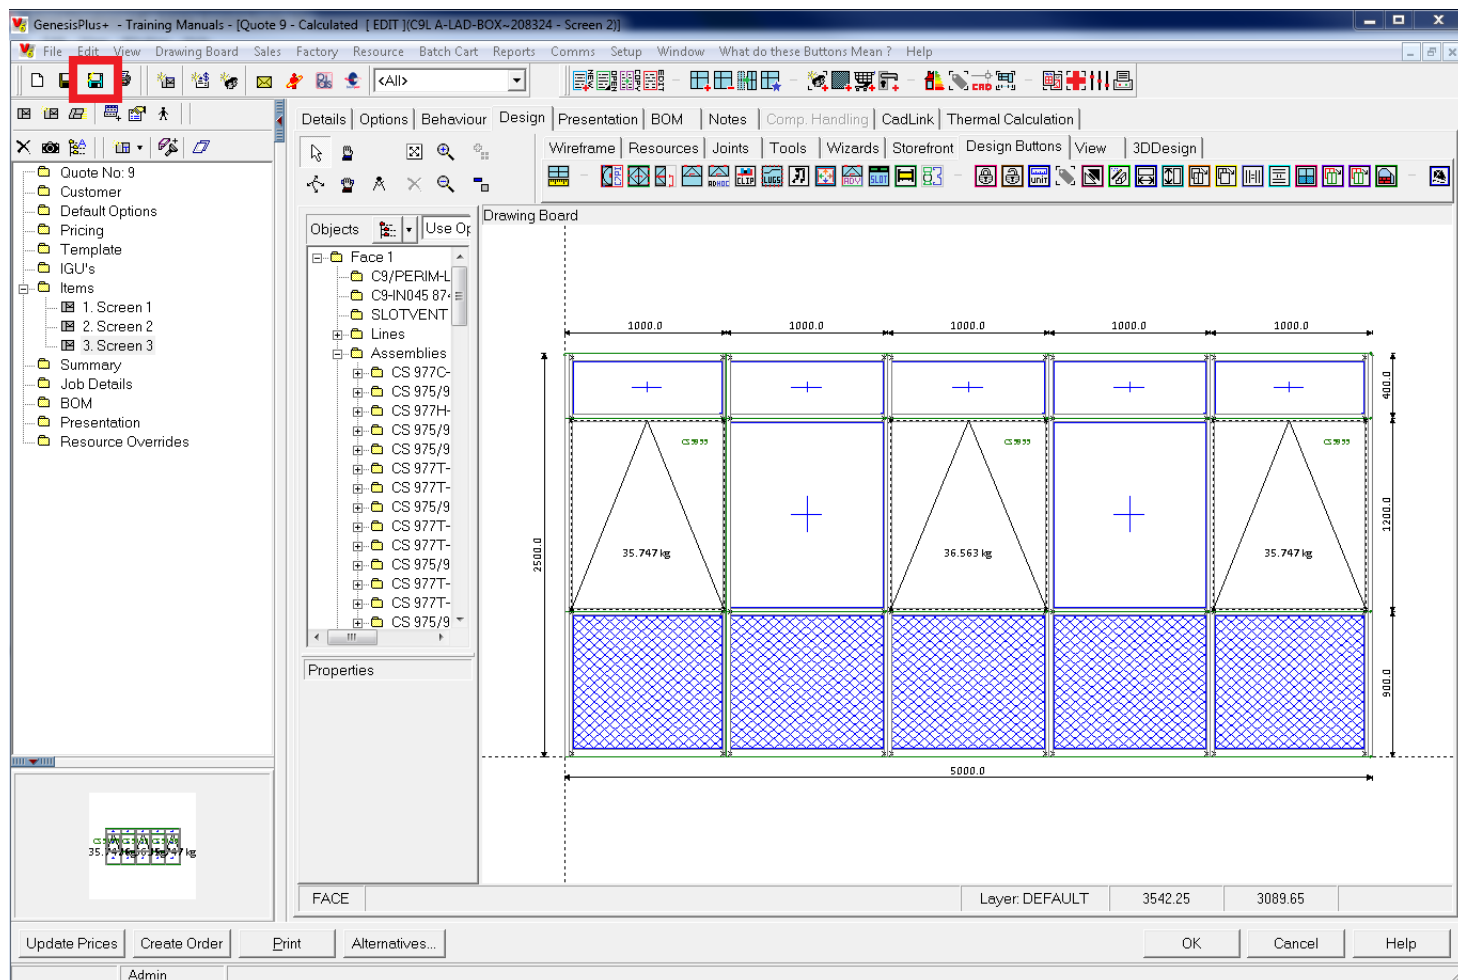 GenesisPlus+ - Training Manuals - [Quote 9 - Calculated [ EDIT ](C9L A-LAD-BOX~208324 - Screen 2)]
File Edit View Drawing Board Sales Factory Resource Batch Cart Reports Comms Setup Window What do these Buttons Mean ? Help
<All>
Details Options Behaviour Design Presentation BOM Notes Comp. Handling CadLink Thermal Calculation
Wireframe Resources Joints Tools Wizards Storefront Design Buttons View 3DDesign
Quote No: 9
Customer
Default Options
Pricing
Template
IGU's
Items
1. Screen 1
2. Screen 2
3. Screen 3
Summary
Job Details
BOM
Presentation
Resource Overrides
Objects Use Op
Face 1
C9/PERIM-L
C9-IN045 87
SLOTVENT
Lines
Assemblies
CS 977C-
CS 975/9
CS 977H-
CS 975/9
CS 975/9
CS 977T-
CS 977T-
CS 975/9
CS 977T-
CS 977T-
CS 975/9
CS 977T-
CS 977T-
CS 975/9
Properties
Drawing Board
1000.0 1000.0 1000.0 1000.0 1000.0
400.0
1200.0
900.0
2500.0
35.747 kg 36.563 kg 35.747 kg
5000.0
FACE Layer: DEFAULT 3542.25 3089.65
Update Prices Create Order Print Alternatives... OK Cancel Help
Admin